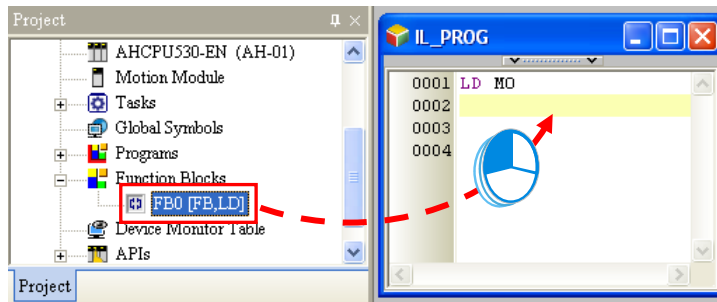 Project
AHCPU530-EN (AH-01)
Motion Module
Tasks
Global Symbols
Programs
Function Blocks
FB0 [FB,LD]
Device Monitor Table
APIs
Project
IL_PROG
0001 LD M0
0002
0003
0004